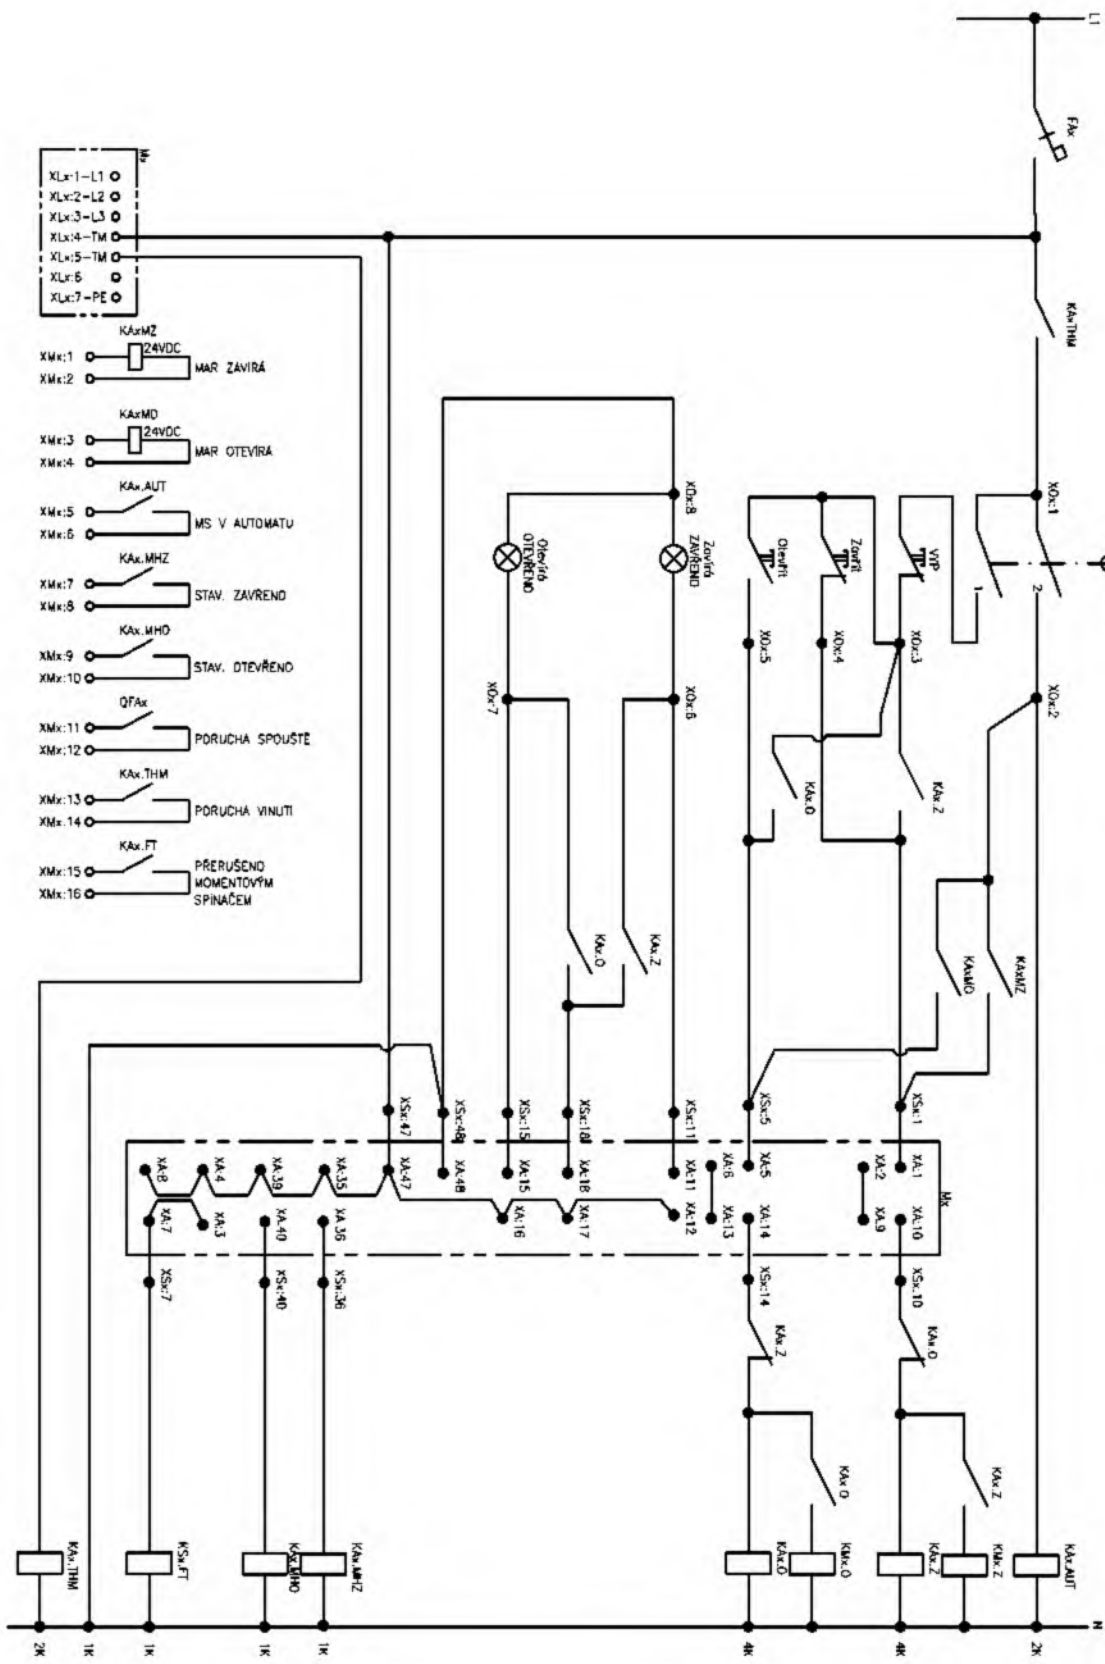 L1
FAx
Mx
XLx:1-L1
XLx:2-L2
XLx:3-L3
XLx:4-TM
XLx:5-TM
XLx:6
XLx:7-PE
KAxTHM
KAxMZ
24VDC
XMx:1
XMx:2
MAR ZAVÍRÁ
KAxMO
24VDC
XMx:3
XMx:4
MAR OTEVÍRÁ
KAx.AUT
XMx:5
XMx:6
MS V AUTOMATU
KAx.MHZ
XMx:7
XMx:8
STAV. ZAVŘENO
KAx.MHO
XMx:9
XMx:10
STAV. OTEVŘENO
QFAx
XMx:11
XMx:12
PORUCHA SPOUŠTĚ
KAx.THM
XMx:13
XMx:14
PORUCHA VINUTÍ
KAx.FT
XMx:15
XMx:16
PŘERUŠENO
MOMENTOVÝM
SPÍNAČEM
XOx:8
XOx:1
Otevírá
OTEVŘENO
Zavírá
ZAVŘENO
Otevřít
Zavřít
VYP
1
2
XOx:7
XOx:6
XOx:5
XOx:4
XOx:3
XOx:2
KAx.O
KAx.Z
KAx.O
KAx.Z
KAxMO
KAxMZ
XSx:47
XSx:48
XSx:15
XSx:18
XSx:11
XSx:5
XSx:1
XA:8
XA:4
XA:39
XA:35
XA:47
XA:48
XA:15
XA:18
XA:11
XA:6
XA:5
XA:2
XA:1
Mx
XA:7
XA:3
XA:40
XA:36
XA:16
XA:17
XA:12
XA:13
XA:14
XA:9
XA:10
XSx:7
XSx:40
XSx:36
XSx:14
XSx:10
KAx.Z
KAx.O
KAx.O
KAx.Z
KAx.THM
KSx.FT
KAx.MHO
KAx.MHZ
KAx.O
KMx.O
KAx.Z
KMx.Z
KAx.AUT
N
2K
1K
1K
1K
1K
4K
4K
2K